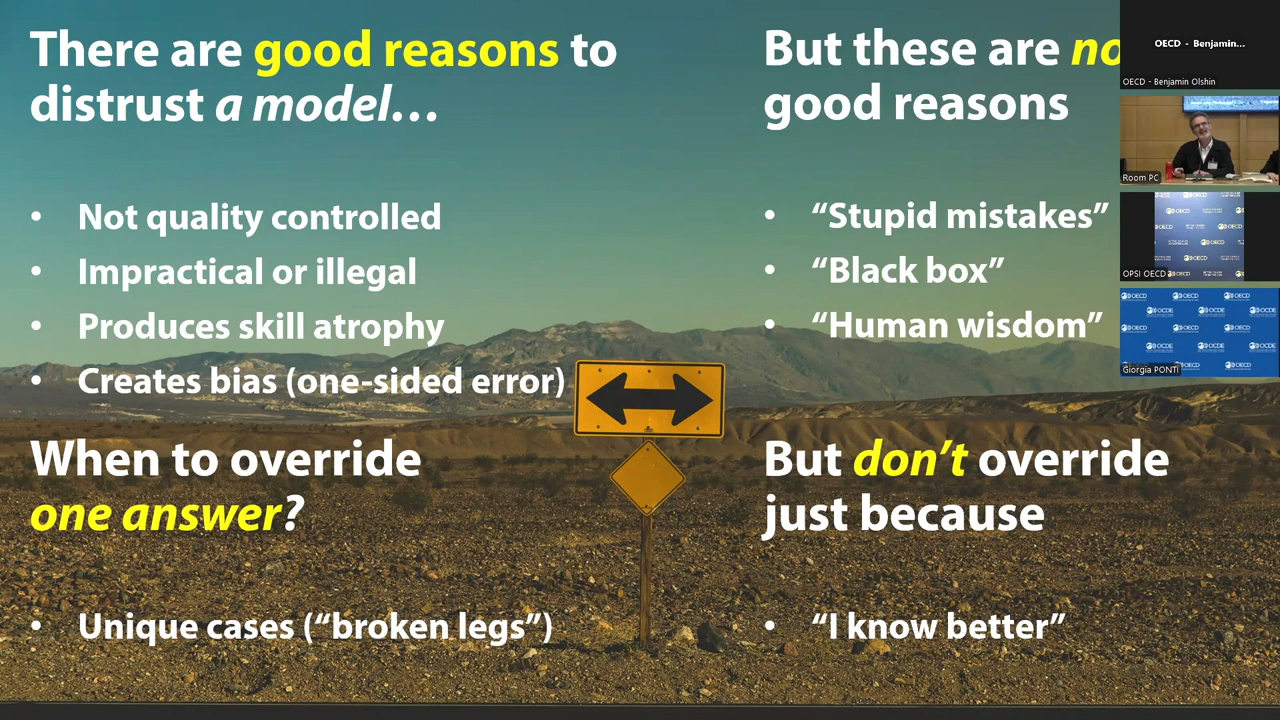 There are good reasons to
distrust a model…
• Not quality controlled
• Impractical or illegal
• Produces skill atrophy
• Creates bias (one-sided error)
But these are no
good reasons
• “Stupid mistakes”
• “Black box”
• “Human wisdom”
When to override
one answer?
• Unique cases (“broken legs”)
But don’t override
just because
• “I know better”
OECD - Benjamin...
OECD - Benjamin Olshin
Room PC
OPSI OECD
Giorgia PONTI